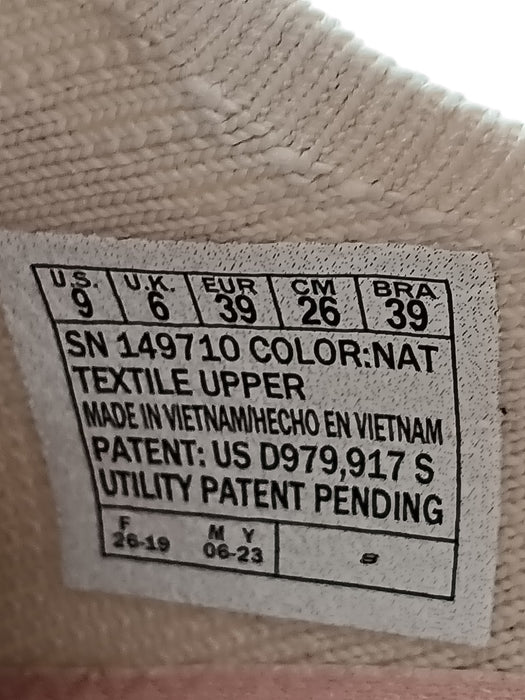 U.S. U.K. EUR CM BRA
9 6 39 26 39
SN 149710 COLOR:NAT
TEXTILE UPPER
MADE IN VIETNAM/HECHO EN VIETNAM
PATENT: US D979,917 S
UTILITY PATENT PENDING
F M Y
26-19 06-23